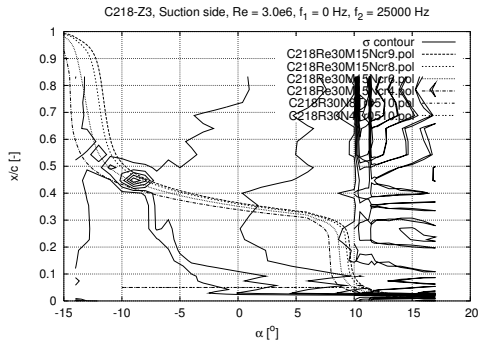 C218-Z3, Suction side, Re = 3.0e6, f1 = 0 Hz, f2 = 25000 Hz
σ contour
C218Re30M15Ncr9.pol
C218Re30M15Ncr8.pol
C218Re30M15Ncr6.pol
C218Re30M15Ncr4.pol
1
0.9
0.8
0.7
0.6
0.5
0.4
0.3
0.2
0.1
0
x/c [-]
-15
-10
-5
0
5
10
15
20
α [°]